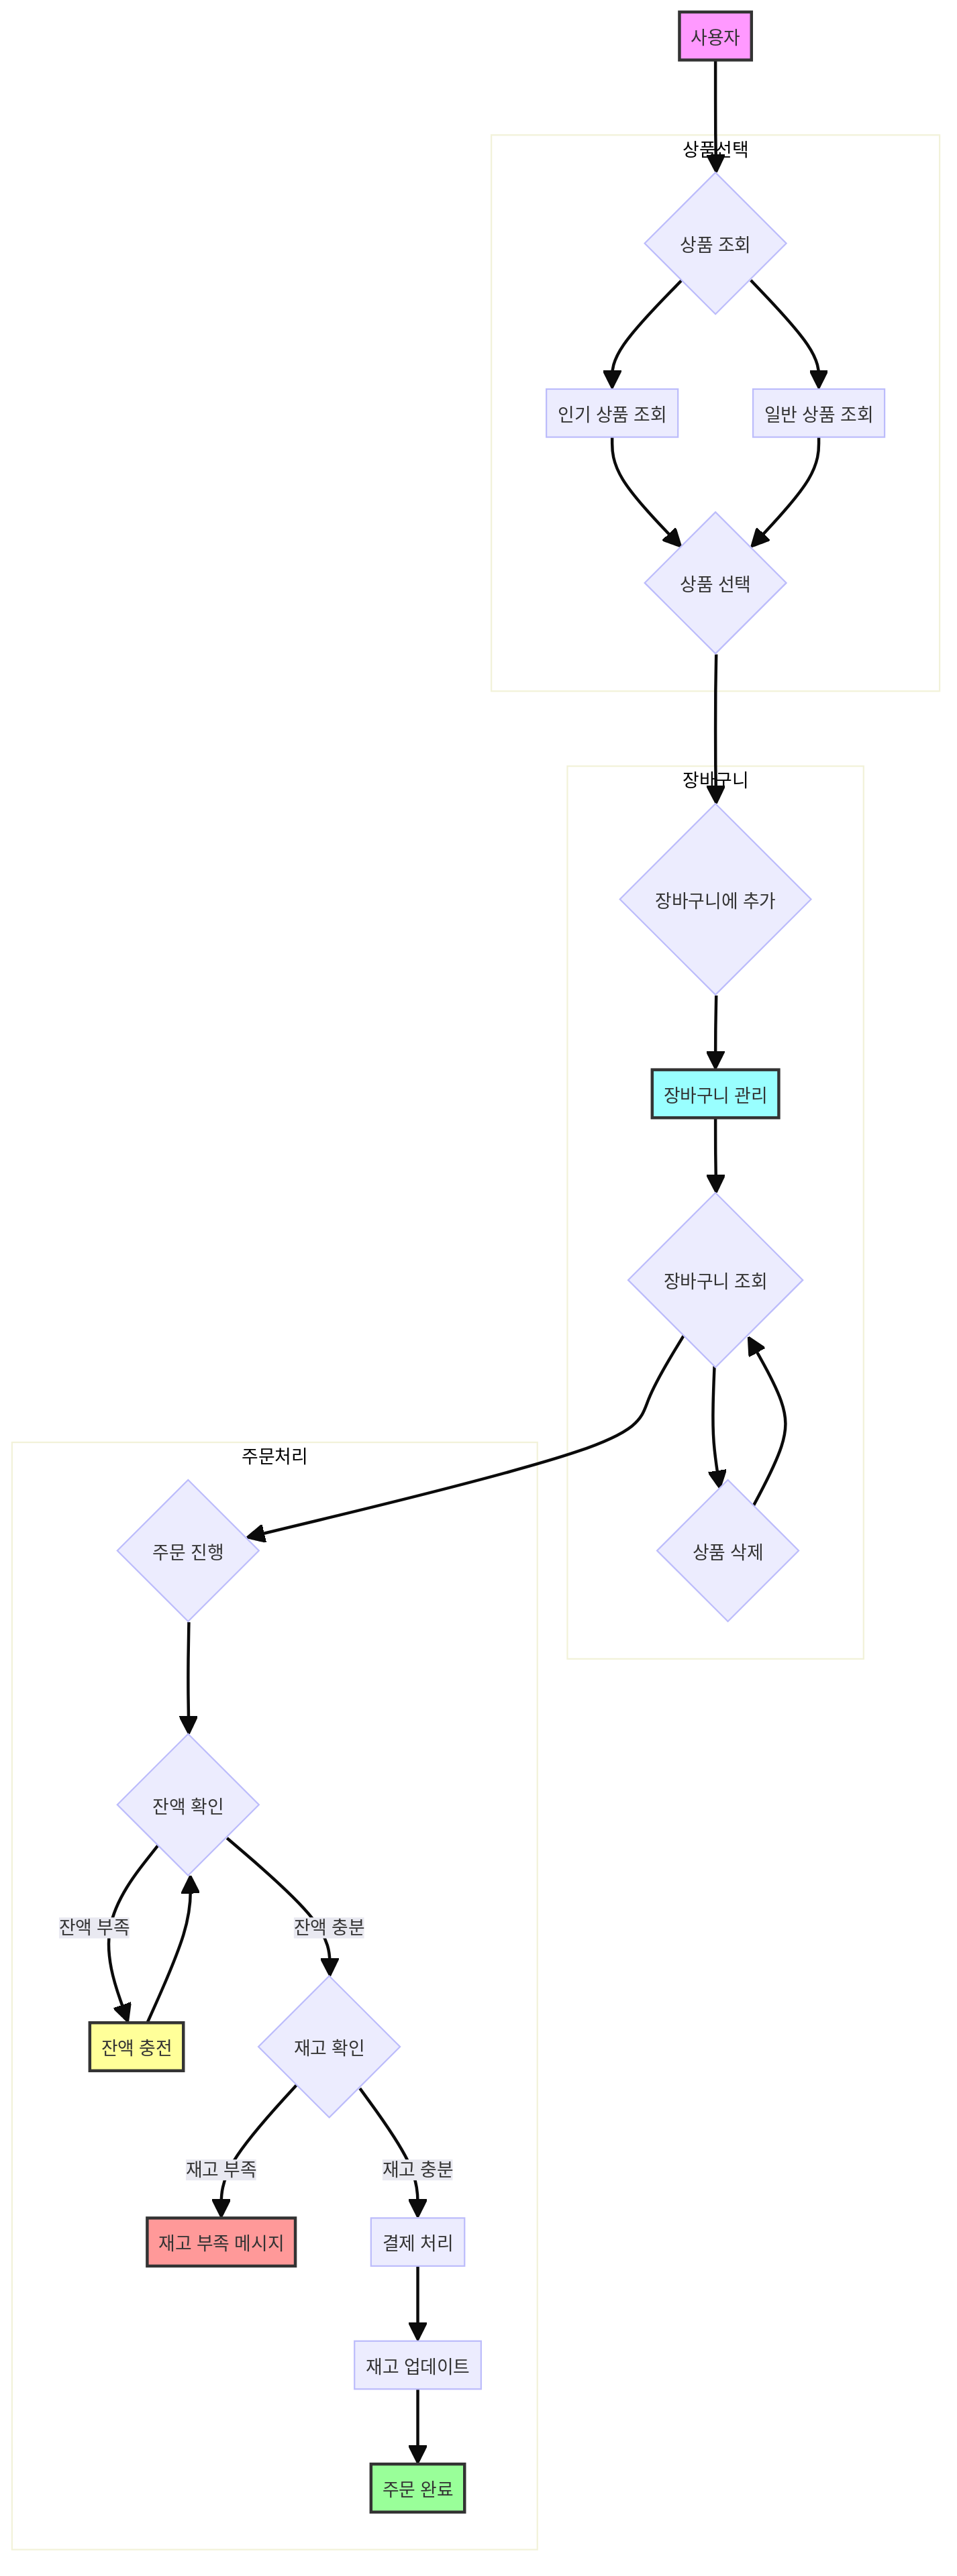 사용자
상품선택
상품 조회
인기 상품 조회
일반 상품 조회
상품 선택
장바구니
장바구니에 추가
장바구니 관리
장바구니 조회
주문처리
주문 진행
상품 삭제
잔액 확인
잔액 부족
잔액 충분
잔액 충전
재고 확인
재고 부족
재고 충분
재고 부족 메시지
결제 처리
재고 업데이트
주문 완료